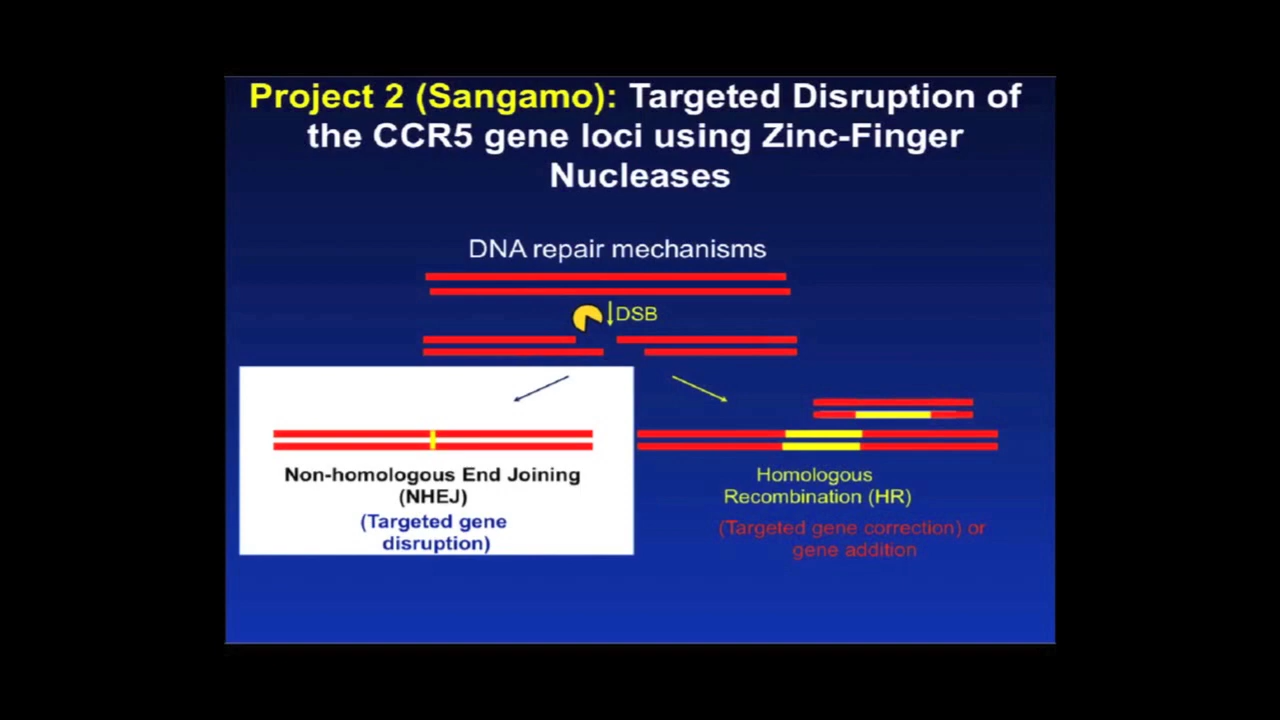 Project 2 (Sangamo): Targeted Disruption of
the CCR5 gene loci using Zinc-Finger
Nucleases
DNA repair mechanisms
DSB
Non-homologous End Joining
(NHEJ)
(Targeted gene
disruption)
Homologous
Recombination (HR)
(Targeted gene correction) or
gene addition